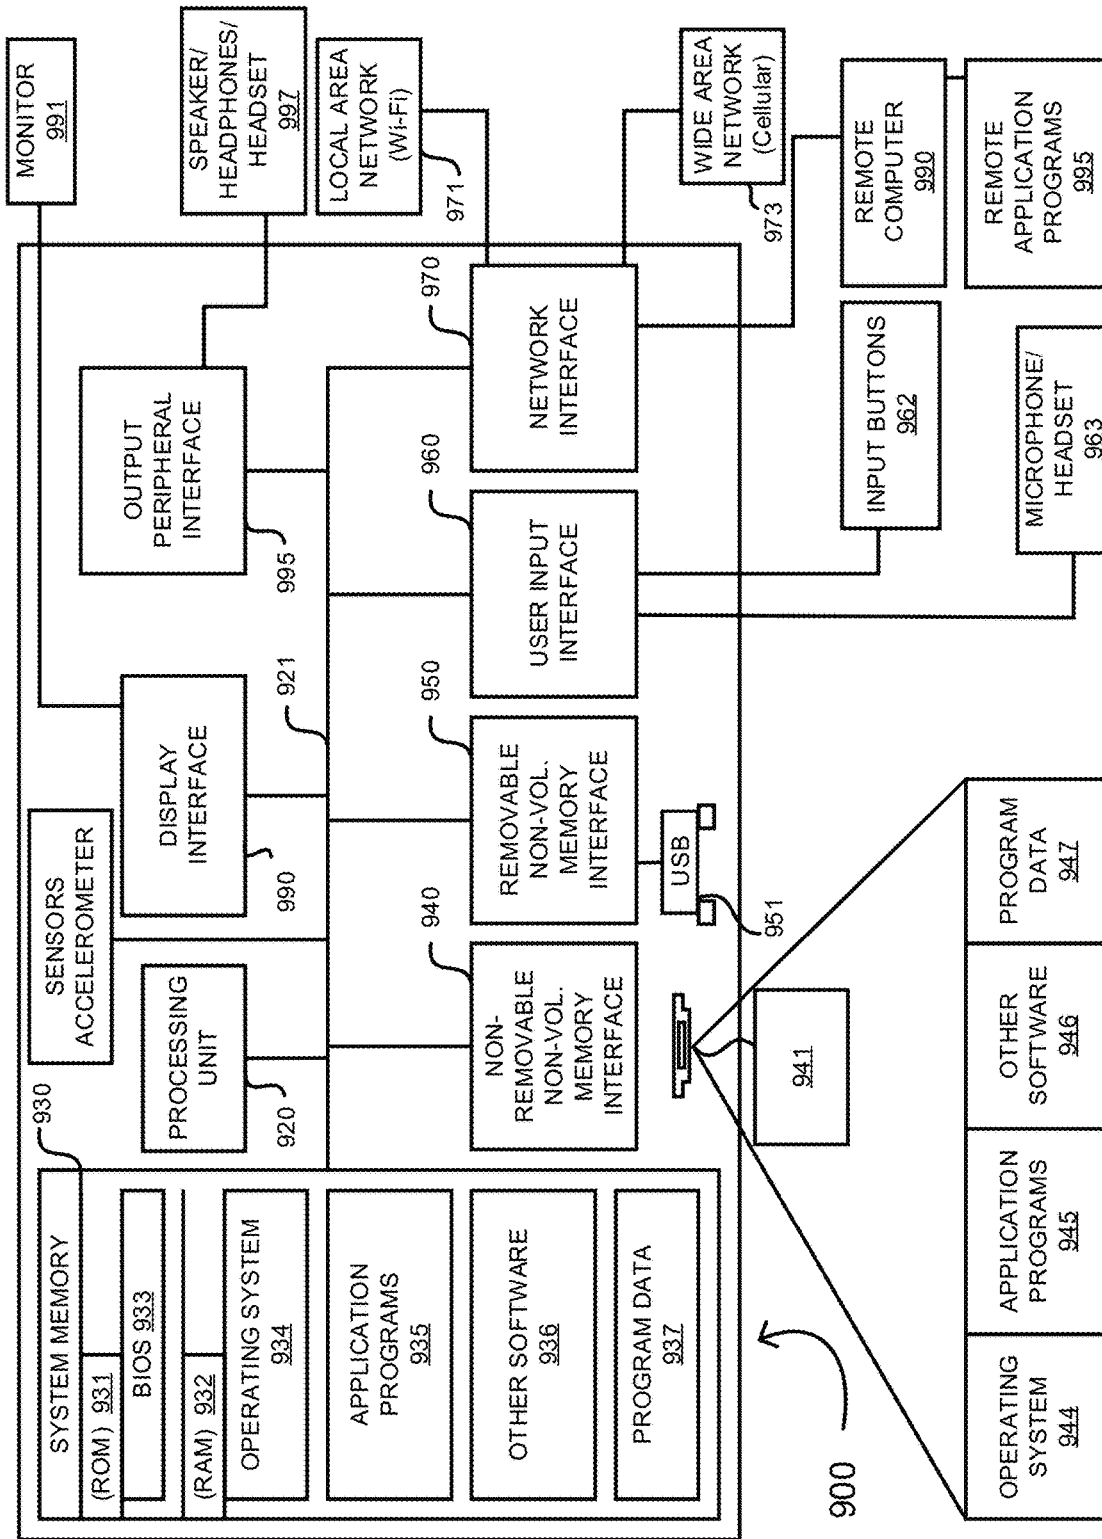 SYSTEM MEMORY
(ROM) 931
BIOS 933
(RAM) 932
OPERATING SYSTEM
934
APPLICATION
PROGRAMS
935
OTHER SOFTWARE
936
PROGRAM DATA
937
930
PROCESSING
UNIT
920
SENSORS
ACCELEROMETER
DISPLAY
INTERFACE
990
921
OUTPUT
PERIPHERAL
INTERFACE
995
MONITOR
991
SPEAKER/
HEADPHONES/
HEADSET
997
LOCAL AREA
NETWORK
(Wi-Fi)
971
NON-
REMOVABLE
NON-VOL.
MEMORY
INTERFACE
940
REMOVABLE
NON-VOL.
MEMORY
INTERFACE
950
USER INPUT
INTERFACE
960
NETWORK
INTERFACE
970
WIDE AREA
NETWORK
(Cellular)
973
USB
951
941
REMOTE
COMPUTER
990
REMOTE
APPLICATION
PROGRAMS
995
INPUT BUTTONS
962
MICROPHONE/
HEADSET
963
900
OPERATING
SYSTEM
944
APPLICATION
PROGRAMS
945
OTHER
SOFTWARE
946
PROGRAM
DATA
947